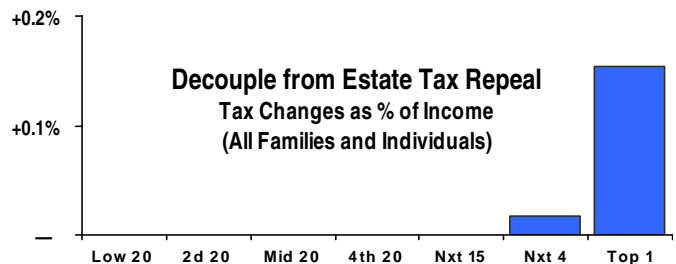 +0.2%
Decouple from Estate Tax Repeal
Tax Changes as % of Income
+0.1%
(All Families and Individuals)
—
Low 20 2d 20 Mid 20 4th 20 Nxt 15 Nxt 4 Top 1